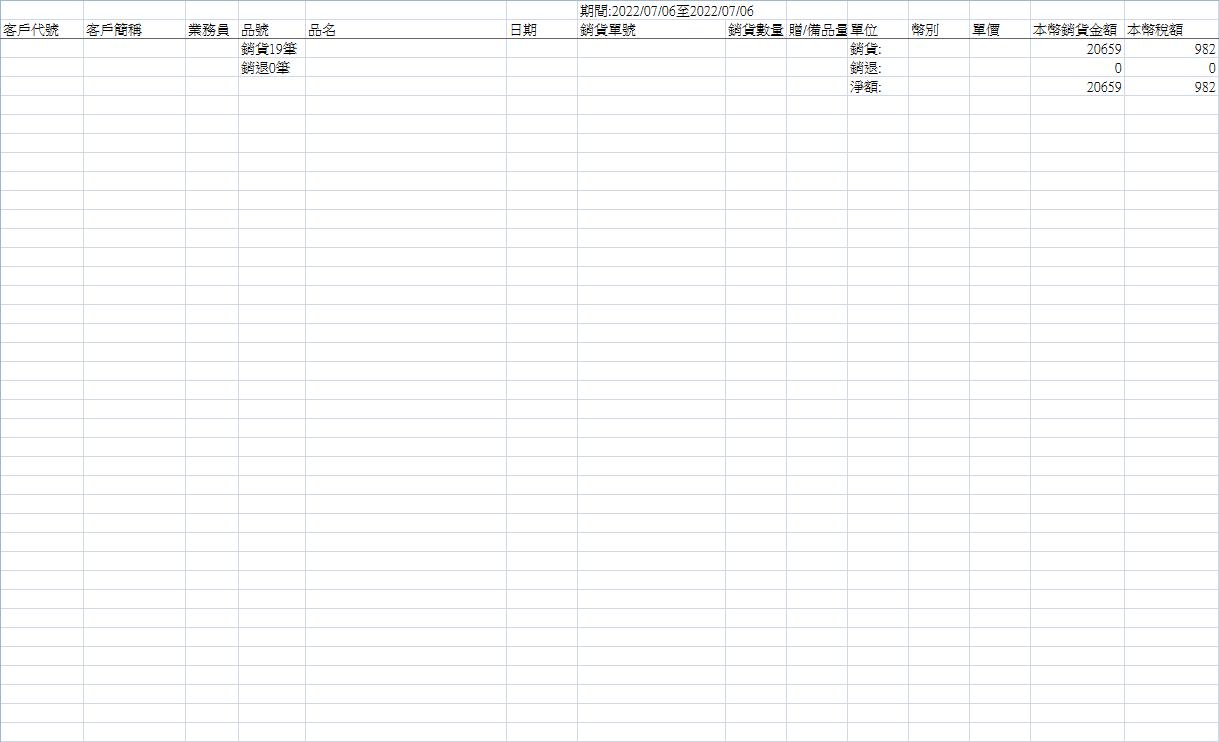 期間:2022/07/06至2022/07/06
客戶代號 客戶簡稱 業務員 品號 品名 日期 銷貨單號 銷貨數量 贈/備品量 單位 幣別 單價 本幣銷貨金額 本幣稅額
銷貨19筆 銷貨: 20659 982
銷退0筆 銷退: 0 0
淨額: 20659 982